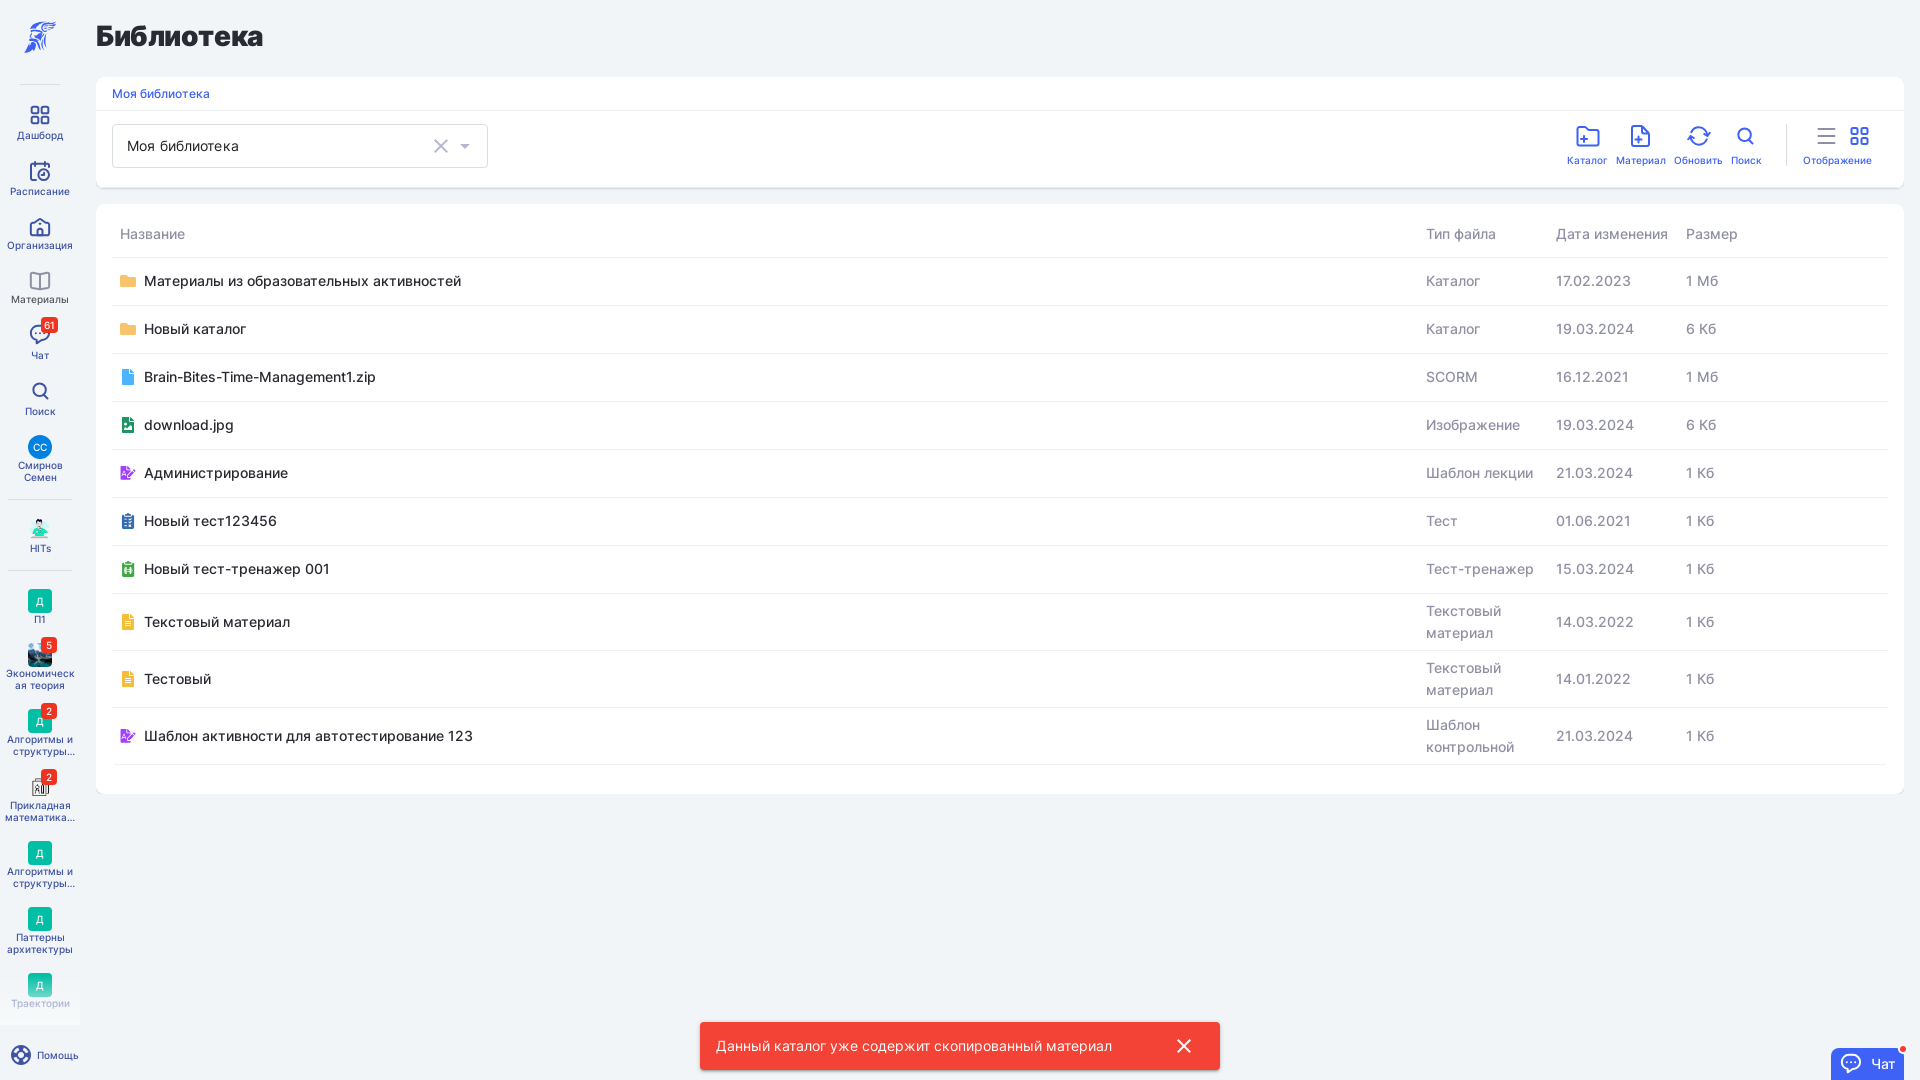 Библиотека
Моя библиотека
Моя библиотека
Каталог
Материал
Обновить
Поиск
Отображение
Дашборд
Расписание
Организация
Материалы
61
Чат
Поиск
СС
Смирнов
Семен
HITs
Д
П1
5
Экономическ
ая теория
Д
2
Алгоритмы и
структуры...
2
Прикладная
математика...
Д
Алгоритмы и
структуры...
Д
Паттерны
архитектуры
Д
Траектории
Помощь
Название Тип файла Дата изменения Размер
Материалы из образовательных активностей Каталог 17.02.2023 1 Мб
Новый каталог Каталог 19.03.2024 6 Кб
Brain-Bites-Time-Management1.zip SCORM 16.12.2021 1 Мб
download.jpg Изображение 19.03.2024 6 Кб
Администрирование Шаблон лекции 21.03.2024 1 Кб
Новый тест123456 Тест 01.06.2021 1 Кб
Новый тест-тренажер 001 Тест-тренажер 15.03.2024 1 Кб
Текстовый материал Текстовый
материал 14.03.2022 1 Кб
Тестовый Текстовый
материал 14.01.2022 1 Кб
Шаблон активности для автотестирование 123 Шаблон
контрольной 21.03.2024 1 Кб
Данный каталог уже содержит скопированный материал
Чат